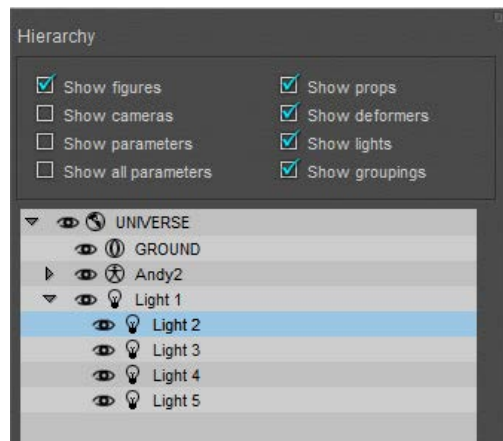 Hierarchy
Show figures
Show cameras
Show parameters
Show all parameters
Show props
Show deformers
Show lights
Show groupings
UNIVERSE
GROUND
Andy2
Light 1
Light 2
Light 3
Light 4
Light 5